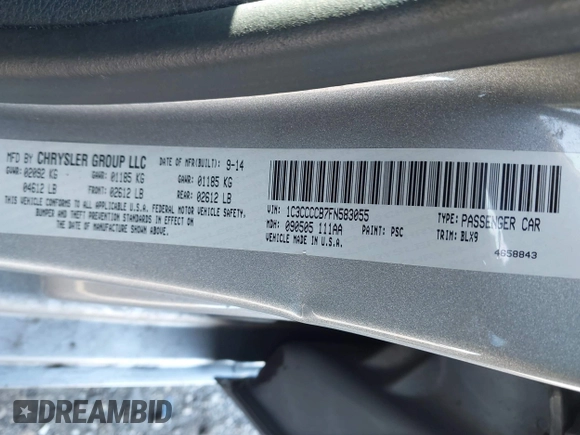 MFD BY CHRYSLER GROUP LLC
DATE OF MFR(BUILT): 9-14
GVWR: 02092 KG
GAWR: 01185 KG
GAWR: 01185 KG
04612 LB
FRONT: 02612 LB
REAR: 02612 LB
THIS VEHICLE CONFORMS TO ALL APPLICABLE U.S.A. FEDERAL MOTOR VEHICLE SAFETY,
BUMPER, AND THEFT PREVENTION STANDARDS IN EFFECT ON
THE DATE OF MANUFACTURE SHOWN ABOVE.
VIN: 1C3CCCCB7FN583055
TYPE: PASSENGER CAR
MDH: 090505 111AA
PAINT: PSC
TRIM: BLX9
VEHICLE MADE IN U.S.A.
4658843
DREAMBID